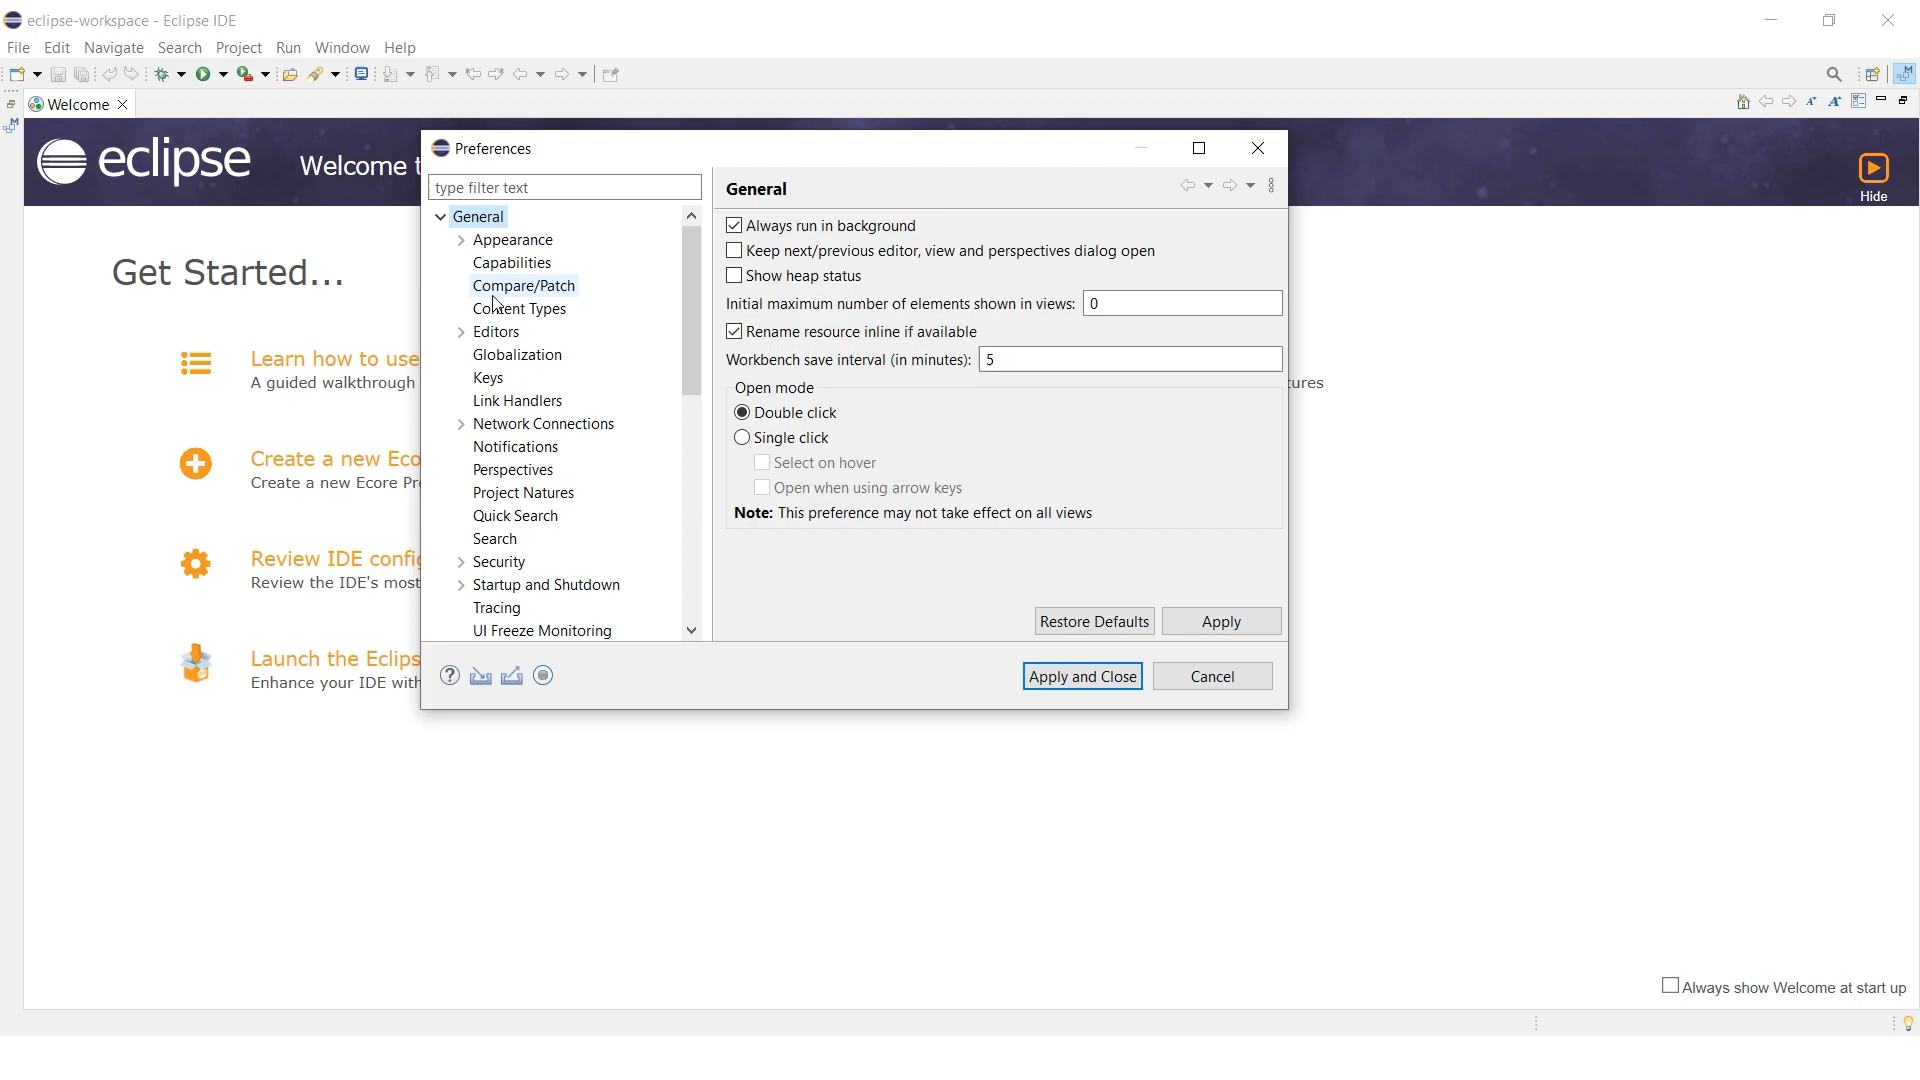 eclipse-workspace - Eclipse IDE
File Edit Navigate Search Project Run Window Help
Welcome
eclipse Welcome t
Hide
Get Started...
Learn how to use
A guided walkthrough
Create a new Eco
Create a new Ecore Pr
Review IDE config
Review the IDE's most
Launch the Eclips
Enhance your IDE with
tures
Preferences
type filter text
General
Appearance
Capabilities
Compare/Patch
Content Types
Editors
Globalization
Keys
Link Handlers
Network Connections
Notifications
Perspectives
Project Natures
Quick Search
Search
Security
Startup and Shutdown
Tracing
UI Freeze Monitoring
General
Always run in background
Keep next/previous editor, view and perspectives dialog open
Show heap status
Initial maximum number of elements shown in views: 0
Rename resource inline if available
Workbench save interval (in minutes): 5
Open mode
Double click
Single click
Select on hover
Open when using arrow keys
Note: This preference may not take effect on all views
Restore Defaults Apply
Apply and Close Cancel
Always show Welcome at start up